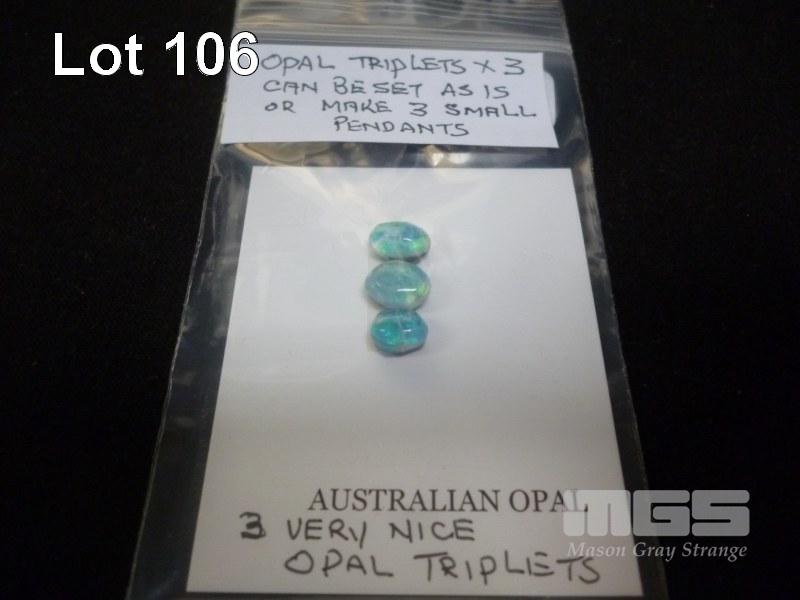 Lot 106
OPAL TRIPLETS X 3
CAN BE SET AS IS
OR MAKE 3 SMALL
PENDANTS
AUSTRALIAN OPAL
3 VERY NICE
OPAL TRIPLETS
MGS
Mason Gray Strange